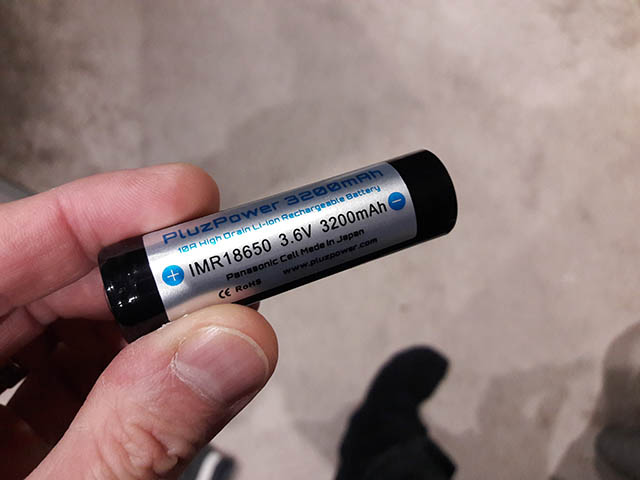 PluzPower 3200mAh
10A High Drain Li-ion Rechargeable Battery
+ IMR18650 3.6V 3200mAh -
Panasonic Cell Made In Japan
www.pluzpower.com
CE RoHS